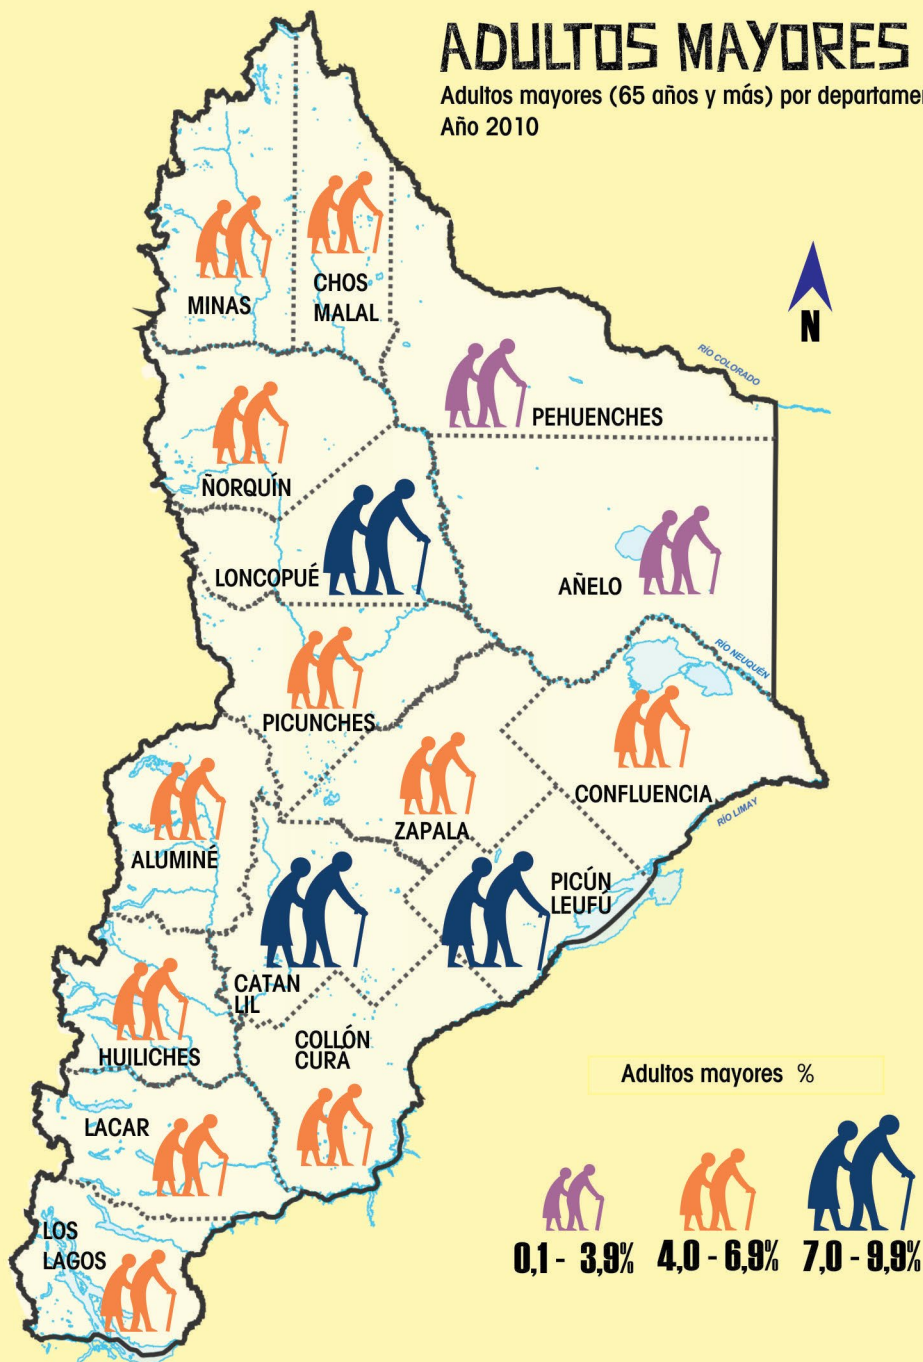 ADULTOS MAYORES
Adultos mayores (65 años y más) por departamen
Año 2010
MINAS
CHOS
MALAL
N
RÍO COLORADO
PEHUENCHES
ÑORQUÍN
LONCOPUÉ
AÑELO
RÍO NEUQUÉN
PICUNCHES
CONFLUENCIA
RÍO LIMAY
ZAPALA
ALUMINÉ
PICÚN
LEUFÚ
CATAN
LIL
HUILICHES
COLLÓN
CURÁ
Adultos mayores %
LACAR
LOS
LAGOS
0,1 - 3,9% 4,0 - 6,9% 7,0 - 9,9%